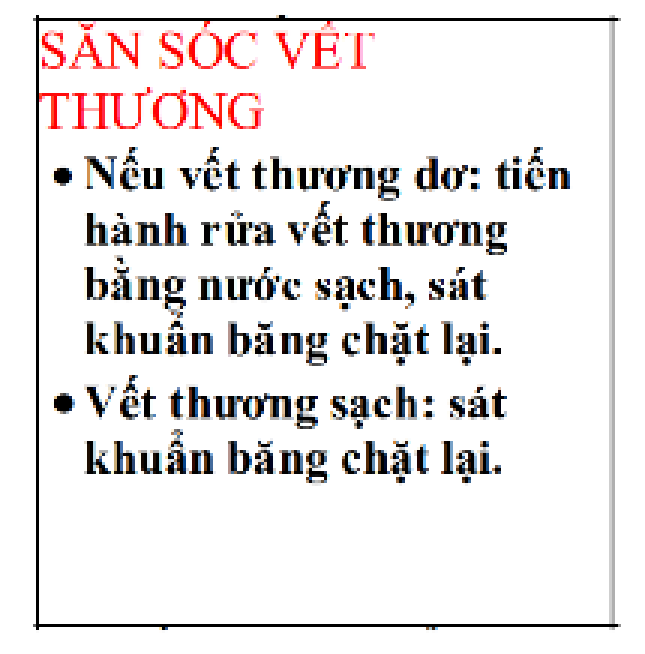 SĂN SÓC VẾT
THƯƠNG
• Nếu vết thương dơ: tiến
hành rửa vết thương
bằng nước sạch, sát
khuẩn băng chặt lại.
• Vết thương sạch: sát
khuẩn băng chặt lại.